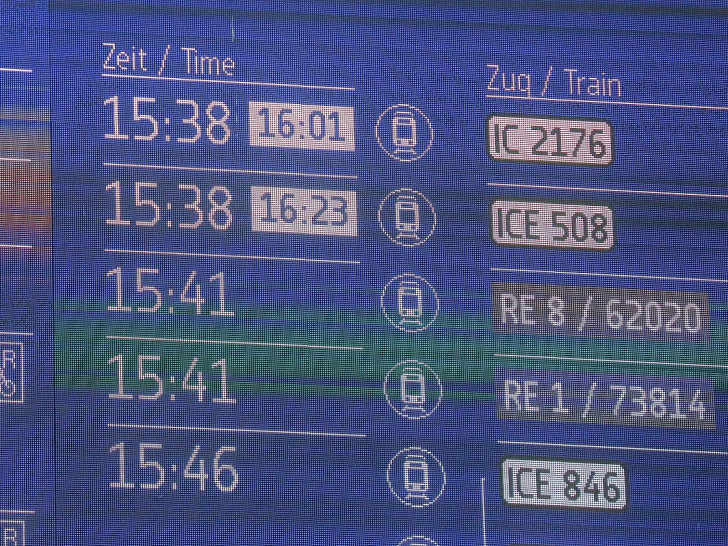 Zeit / Time Zug / Train
15:38 16:01 IC 2176
15:38 16:23 ICE 508
15:41 RE 8 / 62020
15:41 RE 1 / 73814
15:46 ICE 846
R
R